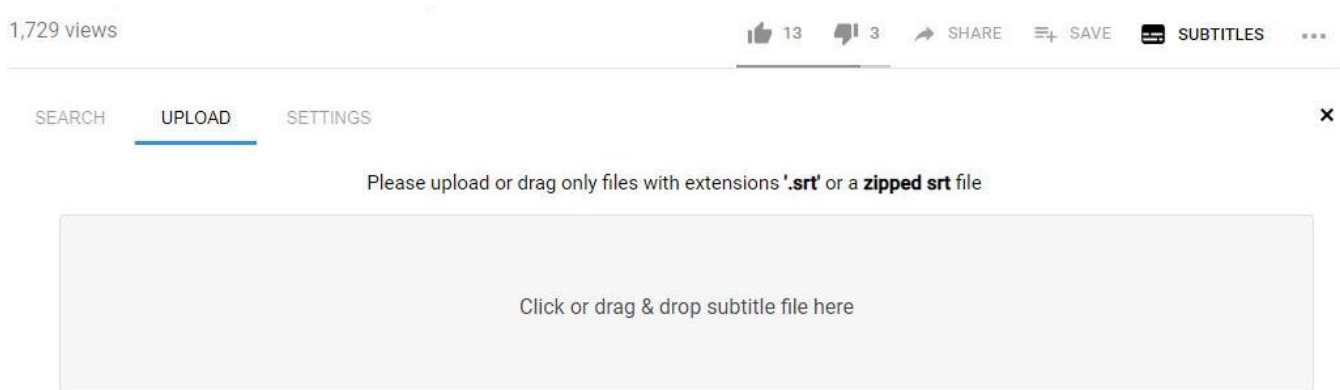 1,729 views 13 3 SHARE SAVE SUBTITLES
SEARCH UPLOAD SETTINGS
Please upload or drag only files with extensions '.srt' or a zipped srt file
Click or drag & drop subtitle file here